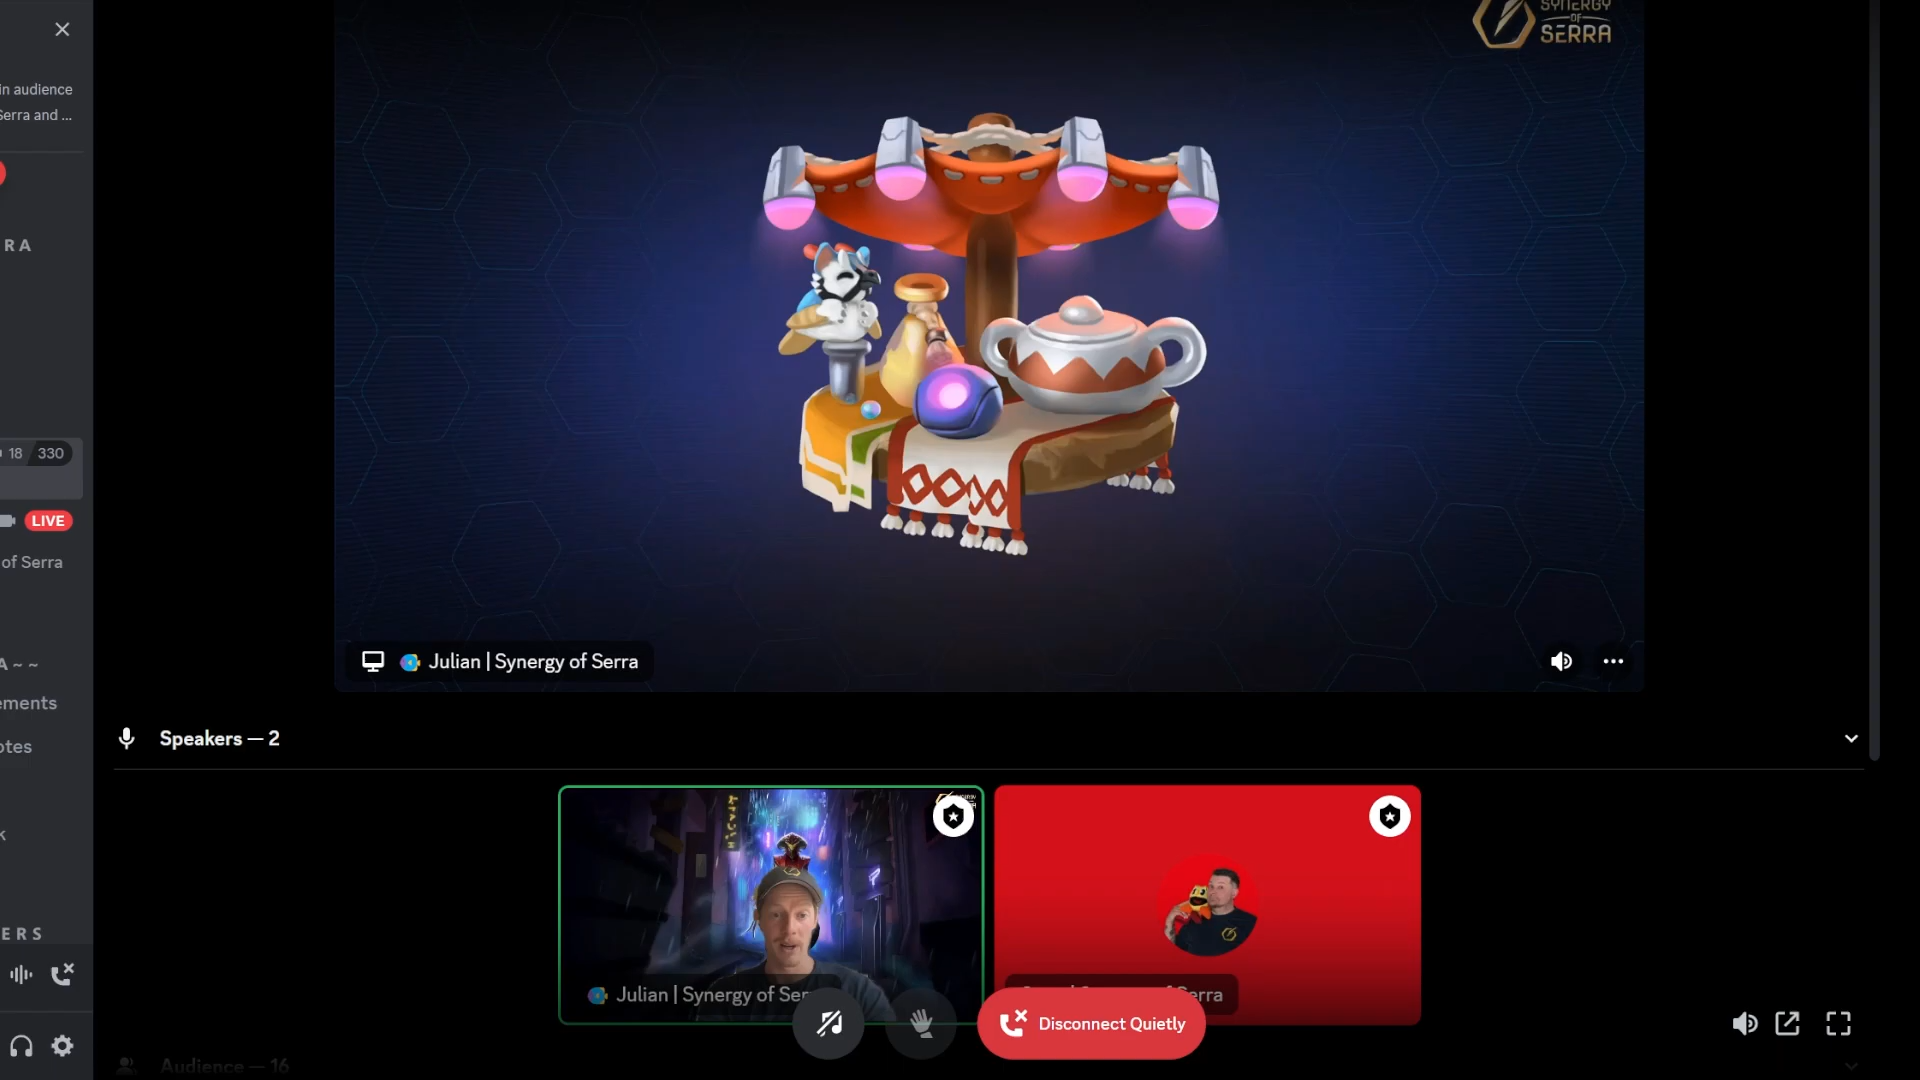 SYNERGY
OF
SERRA
in audience
Serra and ...
RA
18 330
LIVE
of Serra
A ~ ~
ements
otes
k
ERS
Julian | Synergy of Serra
Speakers — 2
Julian | Synergy of Ser
erra
Disconnect Quietly
Audience — 16